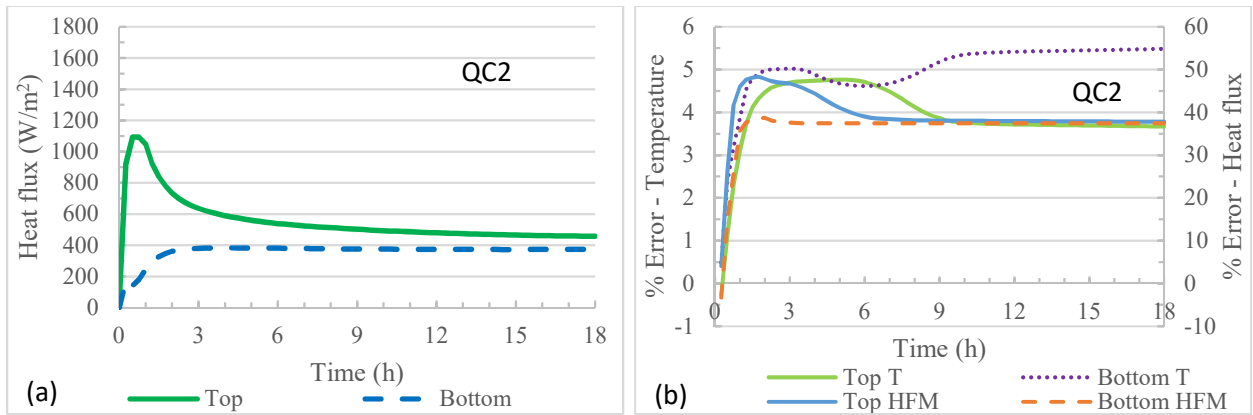 Heat flux (W/m²)
1800
1600
1400
1200
1000
800
600
400
200
0
QC2
0 3 6 9 12 15 18
Time (h)
(a)
Top Bottom
% Error - Temperature
6
5
4
3
2
1
0
-1
QC2
60
50
40
30
20
10
0
-10
% Error - Heat flux
0 3 6 9 12 15 18
Time (h)
(b)
Top T Bottom T
Top HFM Bottom HFM